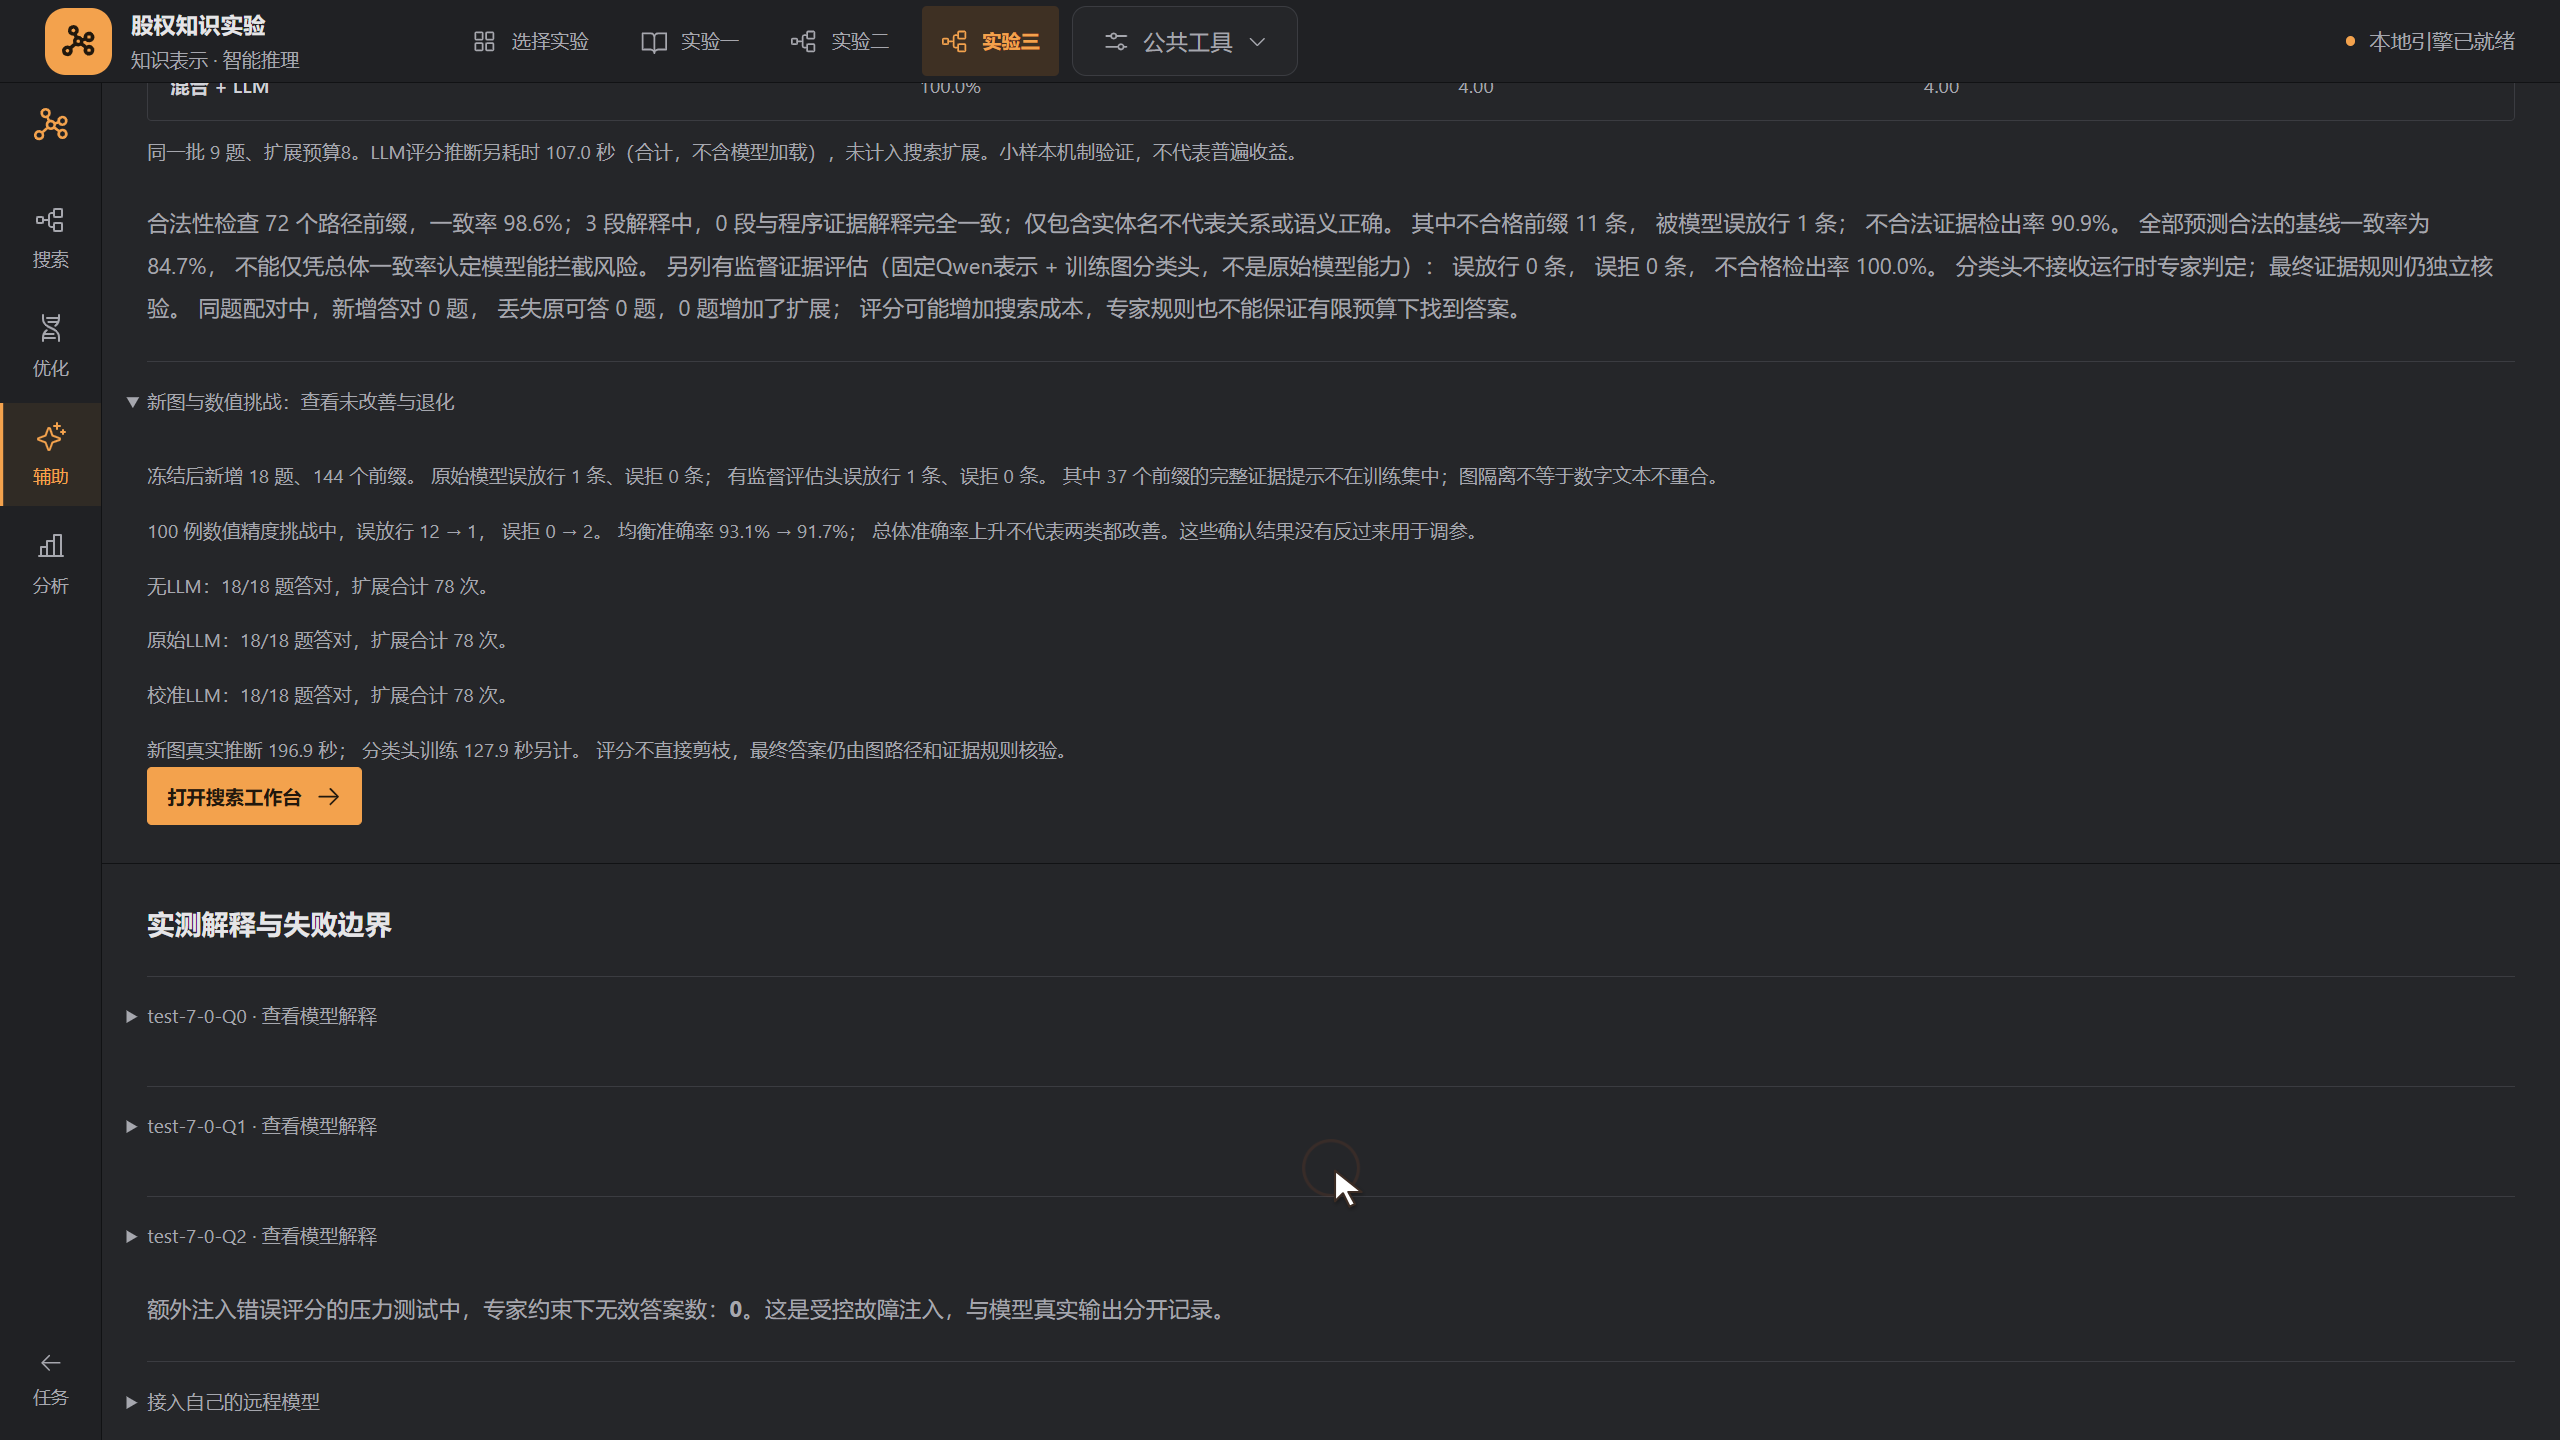 股权知识实验
知识表示 · 智能推理
选择实验
实验一
实验二
实验三
公共工具
本地引擎已就绪
搜索
优化
辅助
分析
任务
混合 + LLM 100.0% 4.00 4.00
同一批 9 题、扩展预算8。LLM评分推断另耗时 107.0 秒（合计，不含模型加载），未计入搜索扩展。小样本机制验证，不代表普遍收益。
合法性检查 72 个路径前缀，一致率 98.6%；3 段解释中，0 段与程序证据解释完全一致；仅包含实体名不代表关系或语义正确。 其中不合格前缀 11 条， 被模型误放行 1 条； 不合法证据检出率 90.9%。 全部预测合法的基线一致率为
84.7%， 不能仅凭总体一致率认定模型能拦截风险。 另列有监督证据评估（固定Qwen表示 + 训练图分类头，不是原始模型能力）： 误放行 0 条， 误拒 0 条， 不合格检出率 100.0%。 分类头不接收运行时专家判定；最终证据规则仍独立核
验。 同题配对中，新增答对 0 题， 丢失原可答 0 题，0 题增加了扩展； 评分可能增加搜索成本，专家规则也不能保证有限预算下找到答案。
▼ 新图与数值挑战：查看未改善与退化
冻结后新增 18 题、144 个前缀。 原始模型误放行 1 条、误拒 0 条； 有监督评估头误放行 1 条、误拒 0 条。 其中 37 个前缀的完整证据提示不在训练集中；图隔离不等于数字文本不重合。
100 例数值精度挑战中，误放行 12 → 1， 误拒 0 → 2。 均衡准确率 93.1% → 91.7%； 总体准确率上升不代表两类都改善。这些确认结果没有反过来用于调参。
无LLM：18/18 题答对，扩展合计 78 次。
原始LLM：18/18 题答对，扩展合计 78 次。
校准LLM：18/18 题答对，扩展合计 78 次。
新图真实推断 196.9 秒； 分类头训练 127.9 秒另计。 评分不直接剪枝，最终答案仍由图路径和证据规则核验。
打开搜索工作台 →
实测解释与失败边界
▶ test-7-0-Q0 · 查看模型解释
▶ test-7-0-Q1 · 查看模型解释
▶ test-7-0-Q2 · 查看模型解释
额外注入错误评分的压力测试中，专家约束下无效答案数：0。这是受控故障注入，与模型真实输出分开记录。
▶ 接入自己的远程模型